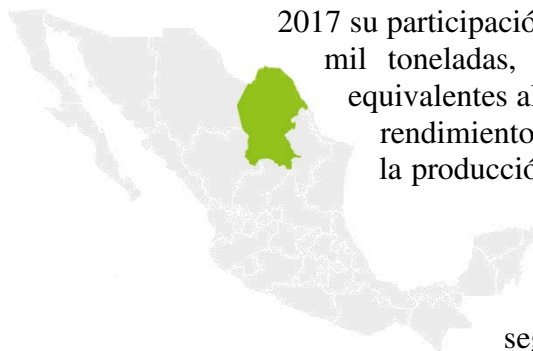 2017 su participació
mil toneladas,
equivalentes al
rendimiento
la producció
seg